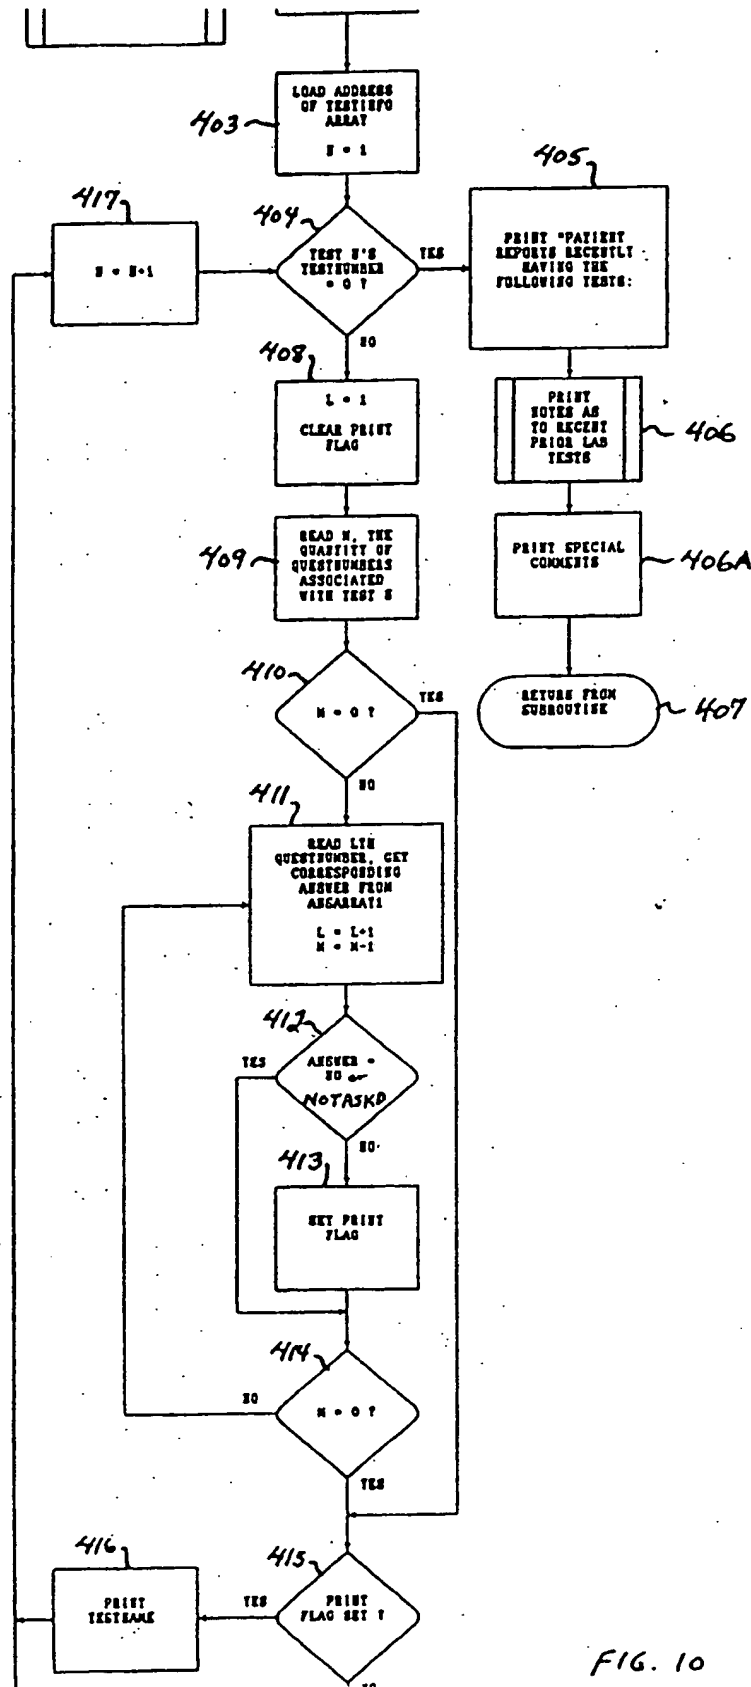 LOAD ADDRESS
OF TESTINFO
ARRAY
N = 1
403
405
417
404
N = N+1
TEST N'S
TESTNUMBER
= 0 ?
YES
PRINT "PATIENT
REPORTS RECENTLY
HAVING THE
FOLLOWING TESTS:
NO
408
L = 1
CLEAR PRINT
FLAG
PRINT
NOTES AS
TO RECENT
PRIOR LAB
TESTS
406
409
READ M, THE
QUANTITY OF
QUESTNUMBERS
ASSOCIATED
WITH TEST N
PRINT SPECIAL
COMMENTS
406A
410
M = 0 ?
YES
RETURN FROM
SUBROUTINE
407
NO
411
READ LTH
QUESTNUMBER, GET
CORRESPONDING
ANSWER FROM
ANSARRAY1
L = L+1
M = M-1
412
YES
ANSWER =
NO or
NOTASKD
NO
413
SET PRINT
FLAG
414
NO
M = 0 ?
YES
416
415
PRINT
TESTNAME
YES
PRINT
FLAG SET ?
NO
FIG. 10